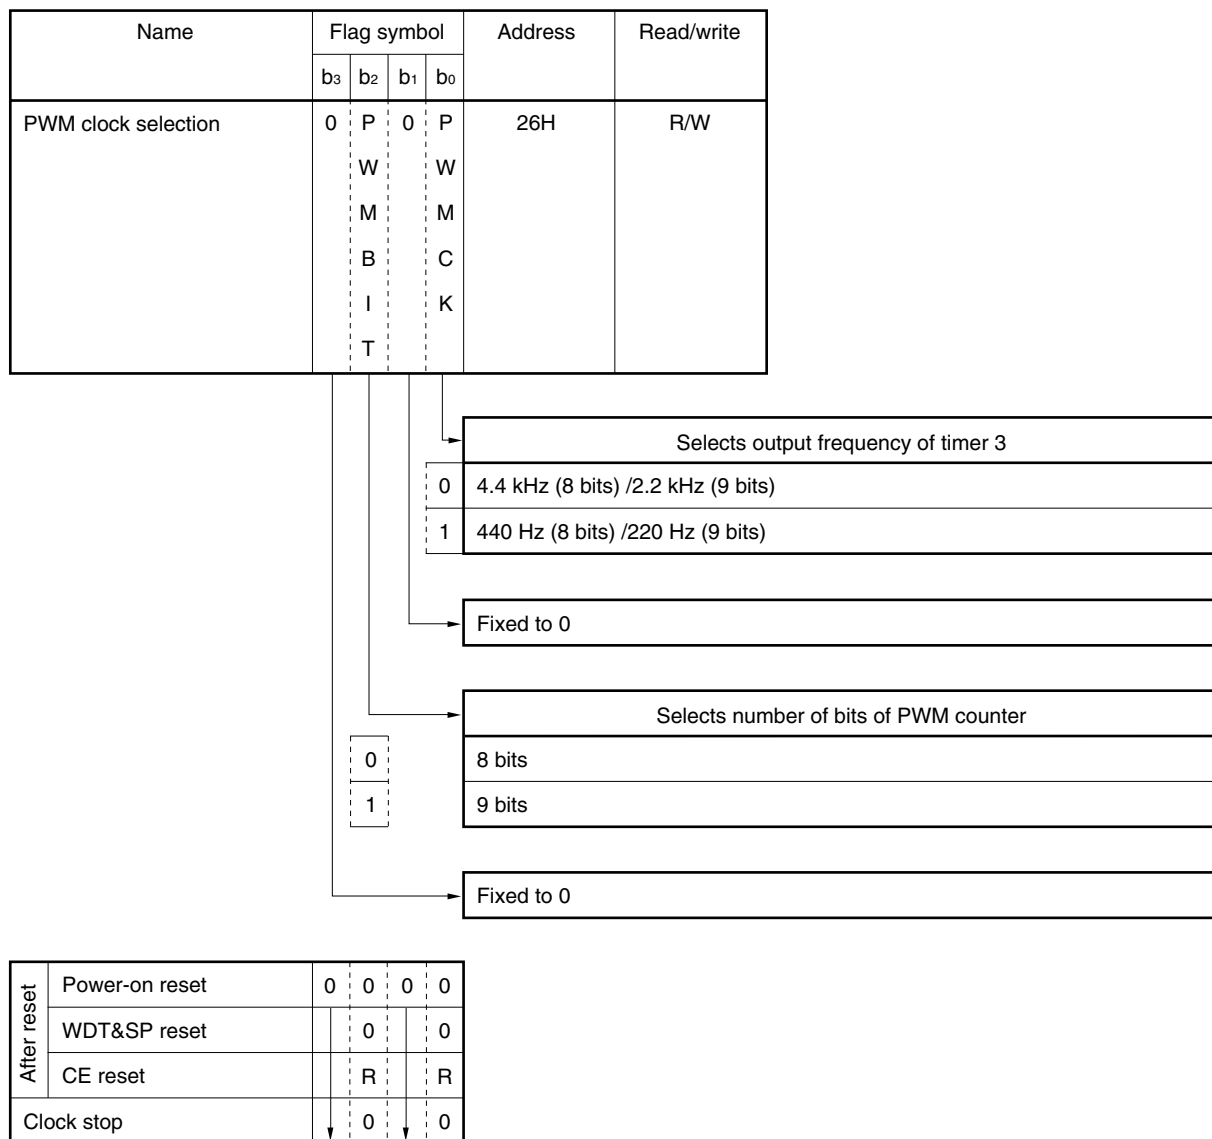 Name Flag symbol Address Read/write
b3 b2 b1 b0
PWM clock selection 0 P 0 P 26H R/W
W W
M M
B C
I K
T
Selects output frequency of timer 3
0 4.4 kHz (8 bits) /2.2 kHz (9 bits)
1 440 Hz (8 bits) /220 Hz (9 bits)
Fixed to 0
Selects number of bits of PWM counter
0 8 bits
1 9 bits
Fixed to 0
After reset
Power-on reset 0 0 0 0
WDT&SP reset 0 0
CE reset R R
Clock stop 0 0